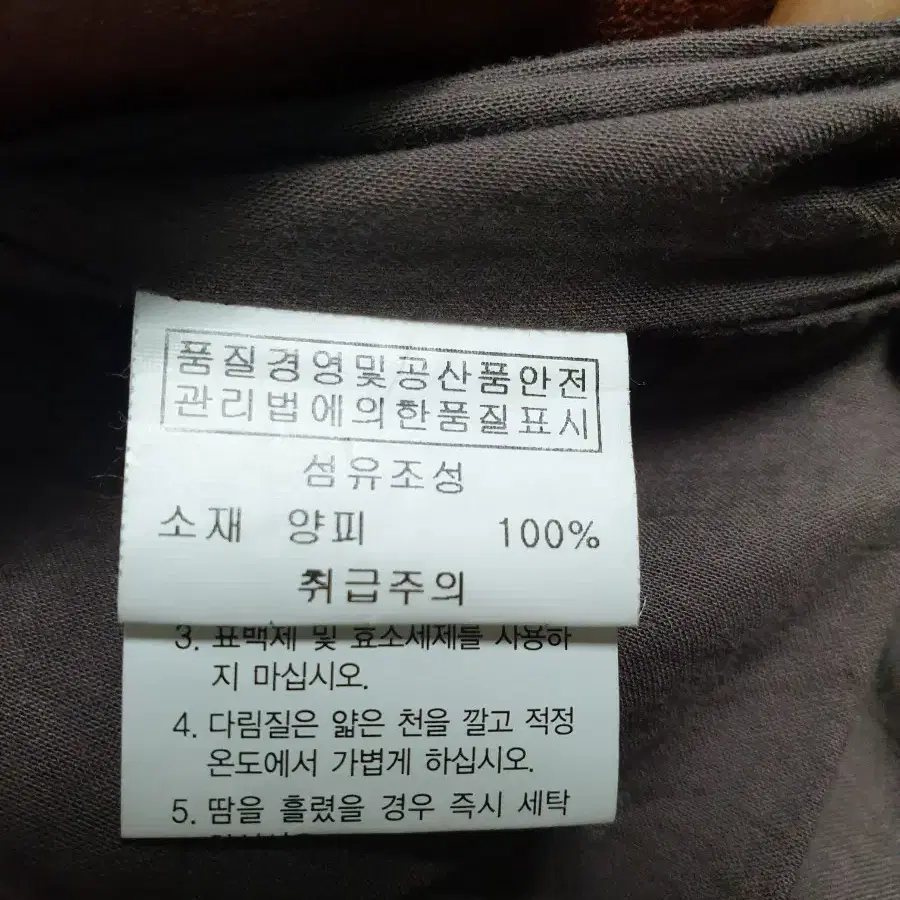 품질경영및공산품안전
관리법에의한품질표시
섬유조성
소재 양피 100%
취급주의
3. 표백제 및 효소세제를 사용하
지 마십시오.
4. 다림질은 얇은 천을 깔고 적정
온도에서 가볍게 하십시오.
5. 땀을 흘렸을 경우 즉시 세탁